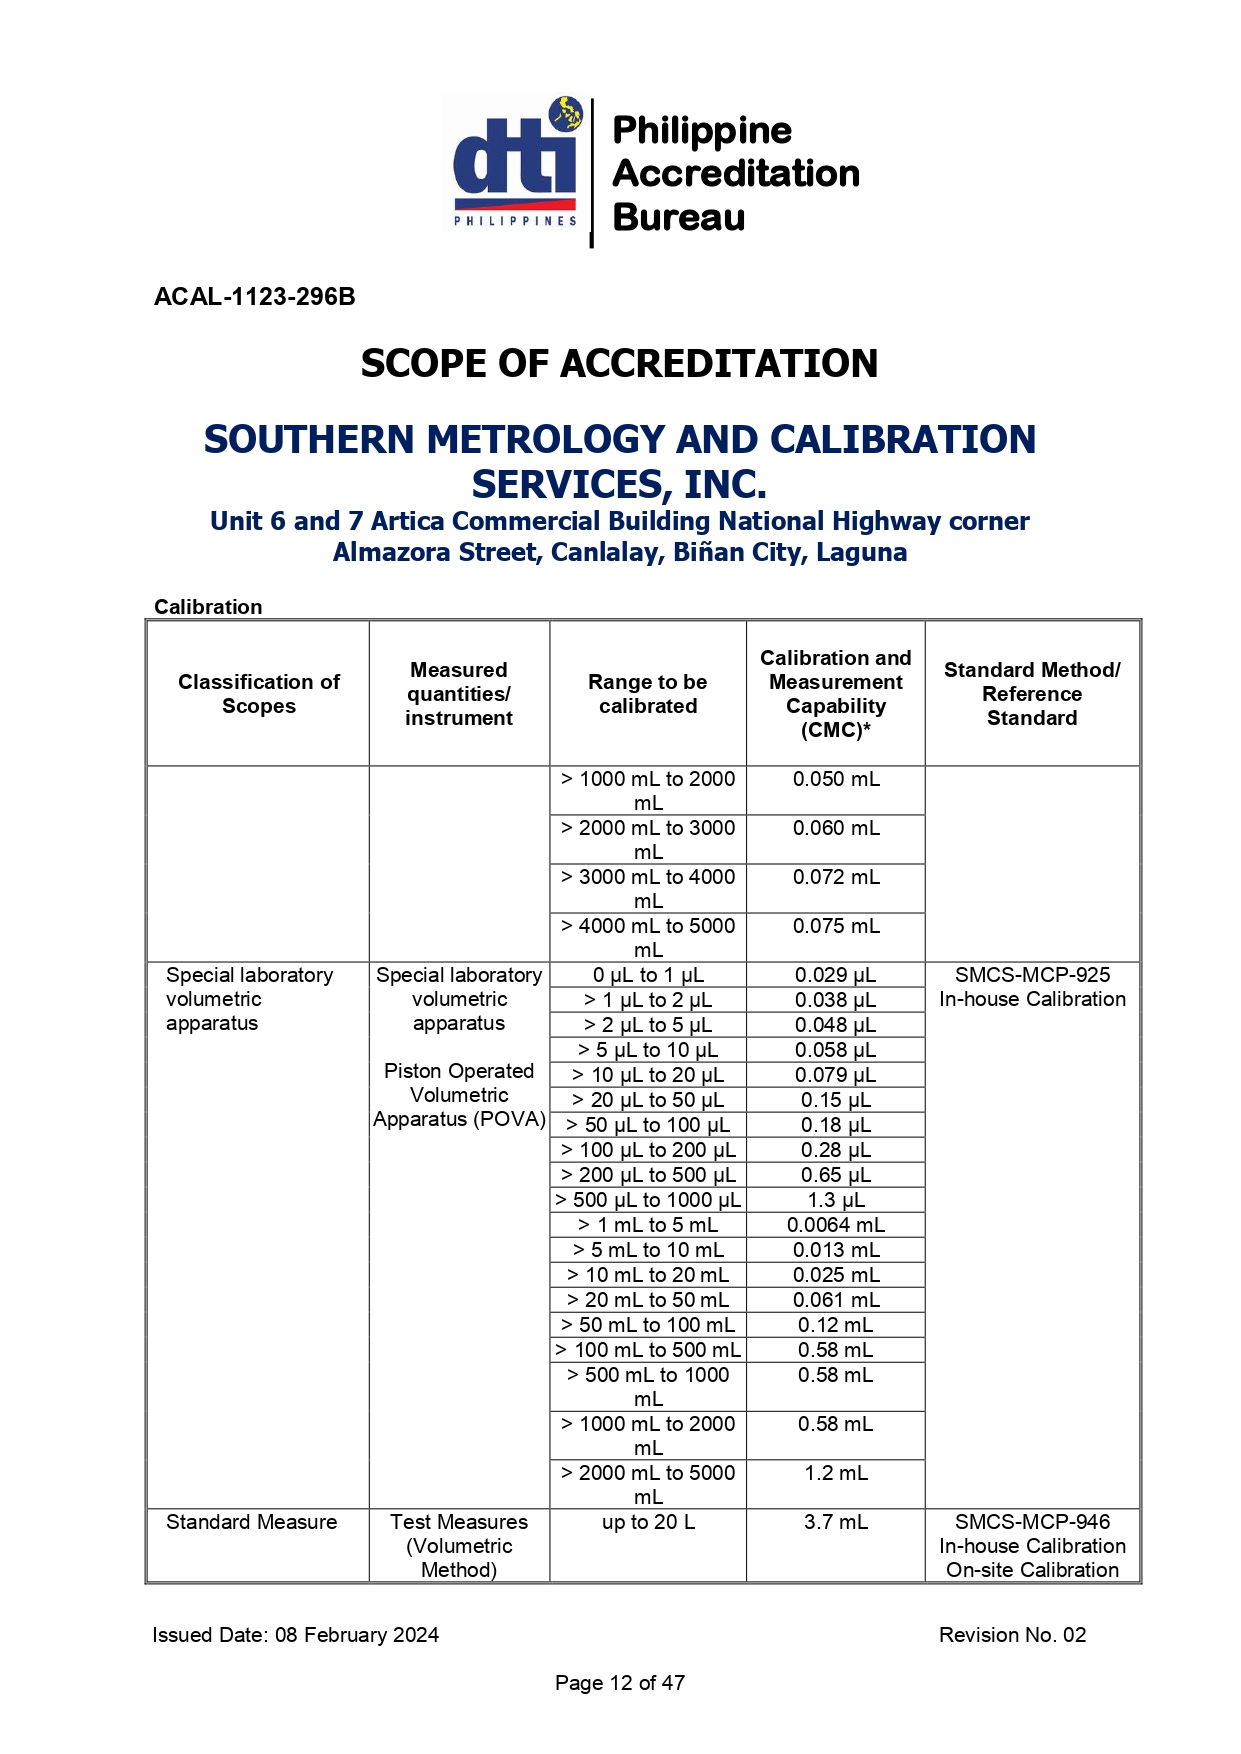 dti
PHILIPPINES
Philippine
Accreditation
Bureau
ACAL-1123-296B
SCOPE OF ACCREDITATION
SOUTHERN METROLOGY AND CALIBRATION
SERVICES, INC.
Unit 6 and 7 Artica Commercial Building National Highway corner
Almazora Street, Canlalay, Biñan City, Laguna
Calibration
Classification of
Scopes
Measured
quantities/
instrument
Range to be
calibrated
Calibration and
Measurement
Capability
(CMC)*
Standard Method/
Reference
Standard
> 1000 mL to 2000
mL
0.050 mL
> 2000 mL to 3000
mL
0.060 mL
> 3000 mL to 4000
mL
0.072 mL
> 4000 mL to 5000
mL
0.075 mL
Special laboratory
volumetric
apparatus
Special laboratory
volumetric
apparatus
Piston Operated
Volumetric
Apparatus (POVA)
0 µL to 1 µL
0.029 µL
> 1 µL to 2 µL
0.038 µL
> 2 µL to 5 µL
0.048 µL
> 5 µL to 10 µL
0.058 µL
> 10 µL to 20 µL
0.079 µL
> 20 µL to 50 µL
0.15 µL
> 50 µL to 100 µL
0.18 µL
> 100 µL to 200 µL
0.28 µL
> 200 µL to 500 µL
0.65 µL
> 500 µL to 1000 µL
1.3 µL
> 1 mL to 5 mL
0.0064 mL
> 5 mL to 10 mL
0.013 mL
> 10 mL to 20 mL
0.025 mL
> 20 mL to 50 mL
0.061 mL
> 50 mL to 100 mL
0.12 mL
> 100 mL to 500 mL
0.58 mL
> 500 mL to 1000
mL
0.58 mL
> 1000 mL to 2000
mL
0.58 mL
> 2000 mL to 5000
mL
1.2 mL
SMCS-MCP-925
In-house Calibration
Standard Measure
Test Measures
(Volumetric
Method)
up to 20 L
3.7 mL
SMCS-MCP-946
In-house Calibration
On-site Calibration
Issued Date: 08 February 2024
Revision No. 02
Page 12 of 47